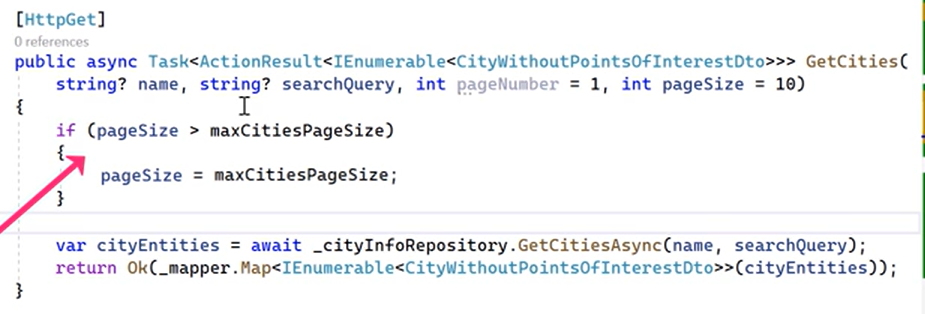 [HttpGet]
0 references
public async Task<ActionResult<IEnumerable<CityWithoutPointsOfInterestDto>>> GetCities(
    string? name, string? searchQuery, int pageNumber = 1, int pageSize = 10)
{
    if (pageSize > maxCitiesPageSize)
    {
        pageSize = maxCitiesPageSize;
    }
    var cityEntities = await _cityInfoRepository.GetCitiesAsync(name, searchQuery);
    return Ok(_mapper.Map<IEnumerable<CityWithoutPointsOfInterestDto>>(cityEntities));
}